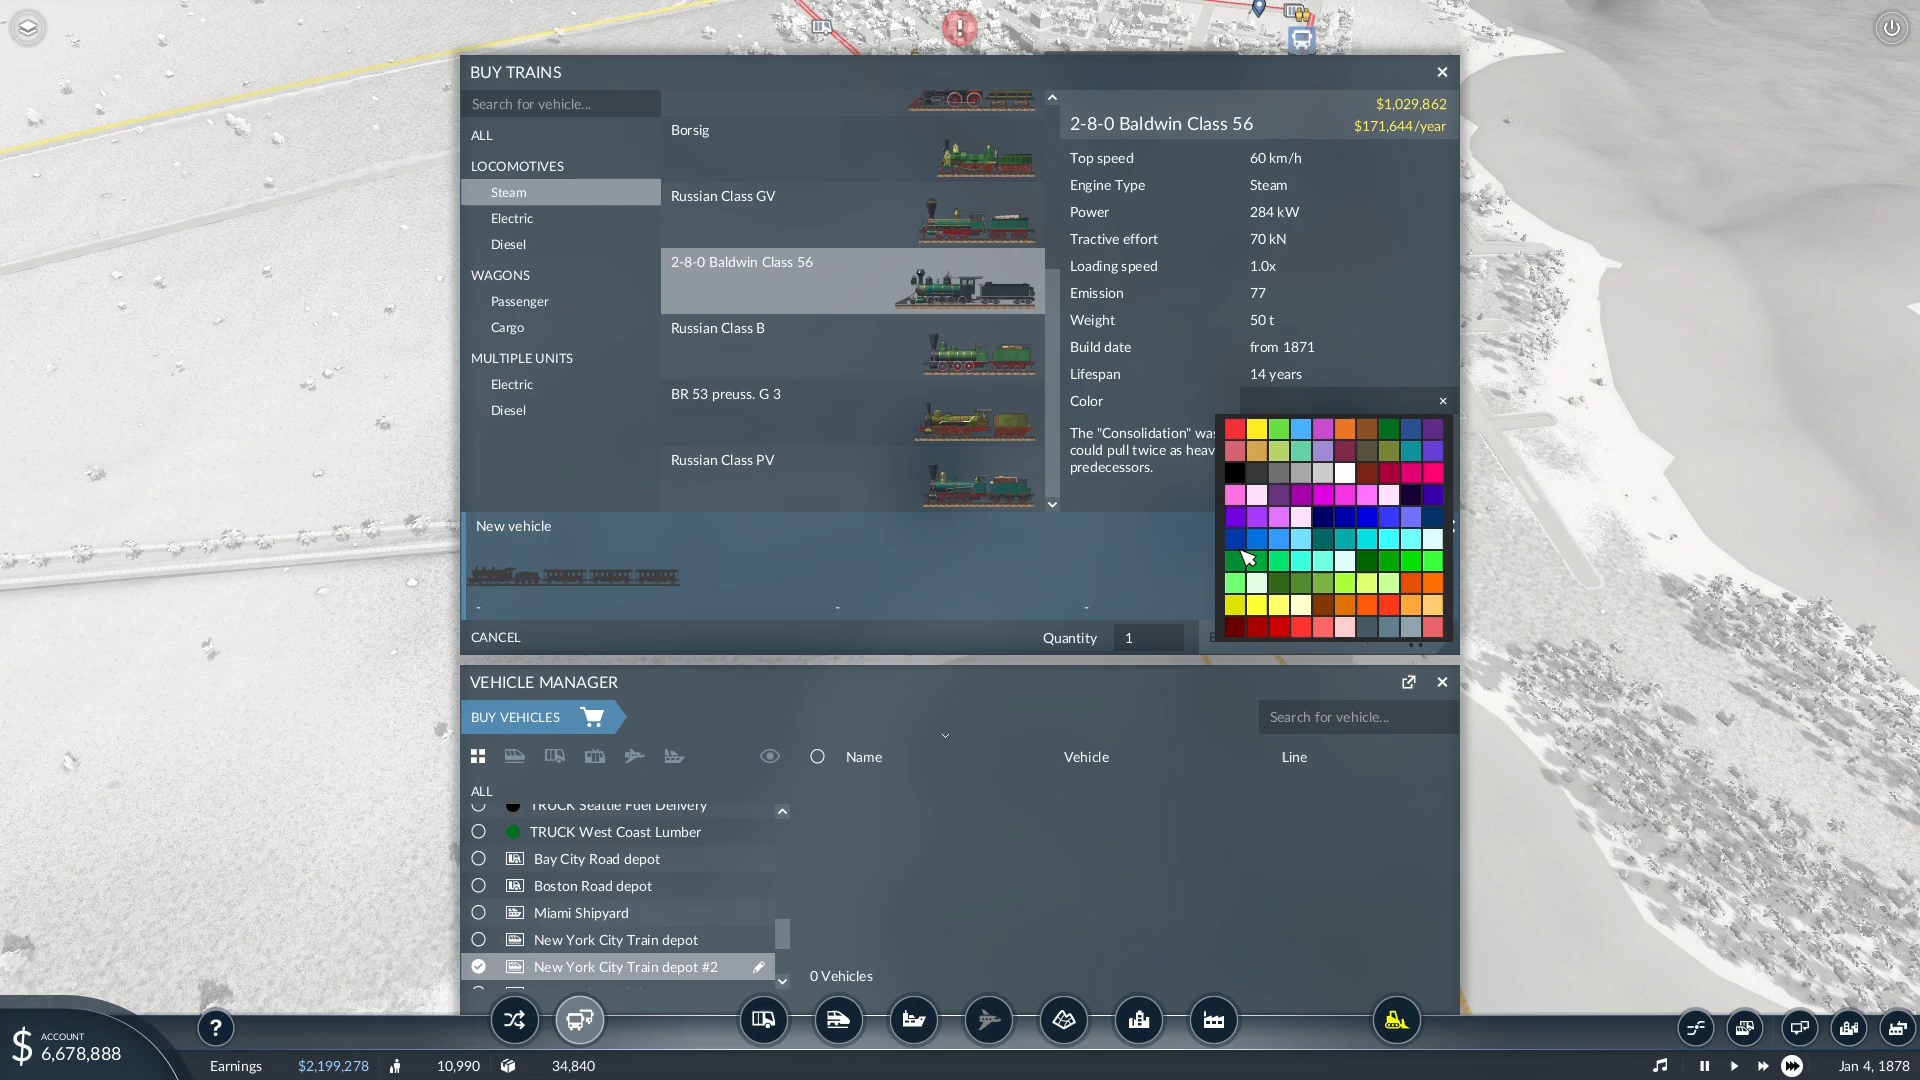 BUY TRAINS
Search for vehicle...
ALL
LOCOMOTIVES
Steam
Electric
Diesel
WAGONS
Passenger
Cargo
MULTIPLE UNITS
Electric
Diesel
Borsig
Russian Class GV
2-8-0 Baldwin Class 56
Russian Class B
BR 53 preuss. G 3
Russian Class PV
$1,029,862
2-8-0 Baldwin Class 56
$171,644/year
Top speed 60 km/h
Engine Type Steam
Power 284 kW
Tractive effort 70 kN
Loading speed 1.0x
Emission 77
Weight 50 t
Build date from 1871
Lifespan 14 years
Color
The "Consolidation" was
could pull twice as heav
predecessors.
New vehicle
- - -
CANCEL
Quantity 1
VEHICLE MANAGER
BUY VEHICLES
Search for vehicle...
Name Vehicle Line
ALL
TRUCK Seattle Fuel Delivery
TRUCK West Coast Lumber
Bay City Road depot
Boston Road depot
Miami Shipyard
New York City Train depot
New York City Train depot #2
0 Vehicles
?
$ ACCOUNT
6,678,888
Earnings $2,199,278 10,990 34,840
Jan 4, 1878